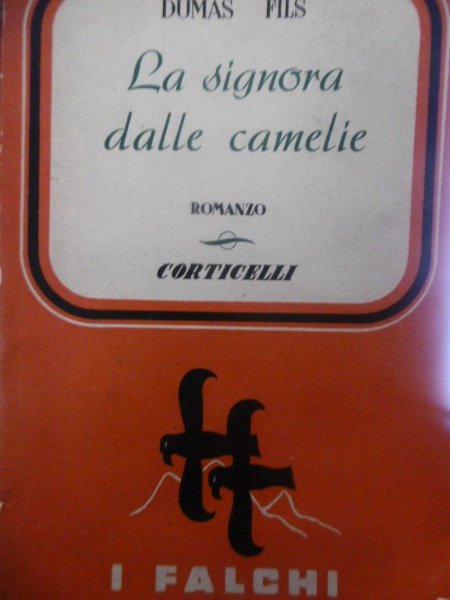 DUMAS FILS
La signora
dalle camelie
ROMANZO
CORTICELLI
I FALCHI